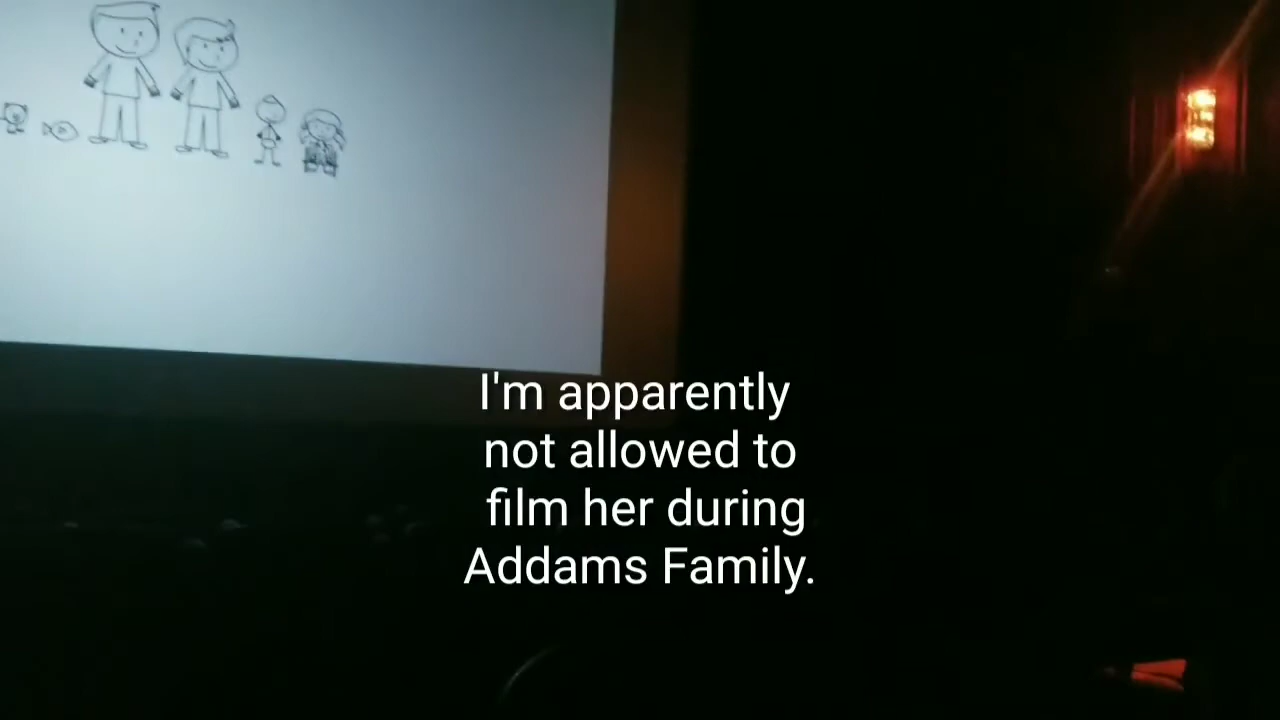 I'm apparently
not allowed to
film her during
Addams Family.